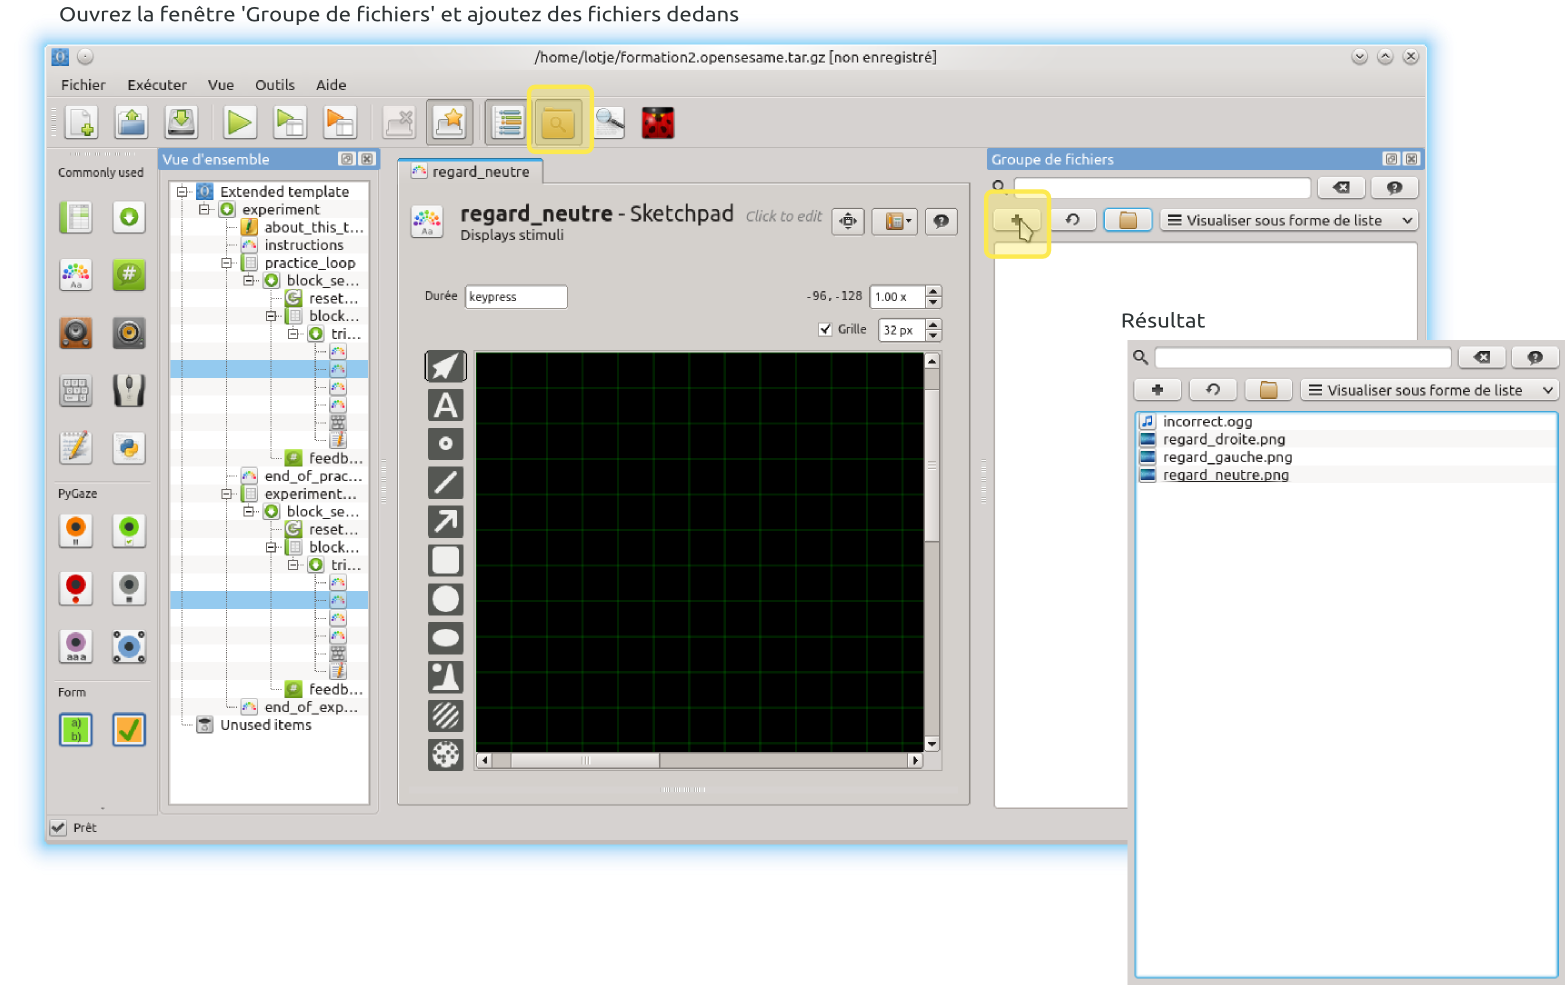 Ouvrez la fenêtre 'Groupe de fichiers' et ajoutez des fichiers dedans
/home/lotje/formation2.opensesame.tar.gz [non enregistré]
Fichier Exécuter Vue Outils Aide
Commonly used
PyGaze
aaa
Form
a)
b)
Vue d'ensemble
Extended template
experiment
about_this_t...
instructions
practice_loop
block_se...
reset...
block...
tri...
feedb...
end_of_prac...
experiment...
block_se...
reset...
block...
tri...
feedb...
end_of_exp...
Unused items
regard_neutre
regard_neutre - Sketchpad Click to edit
Displays stimuli
Durée keypress -96,-128 1.00 x
Grille 32 px
A
Groupe de fichiers
Visualiser sous forme de liste
Résultat
Visualiser sous forme de liste
incorrect.ogg
regard_droite.png
regard_gauche.png
regard_neutre.png
Prêt